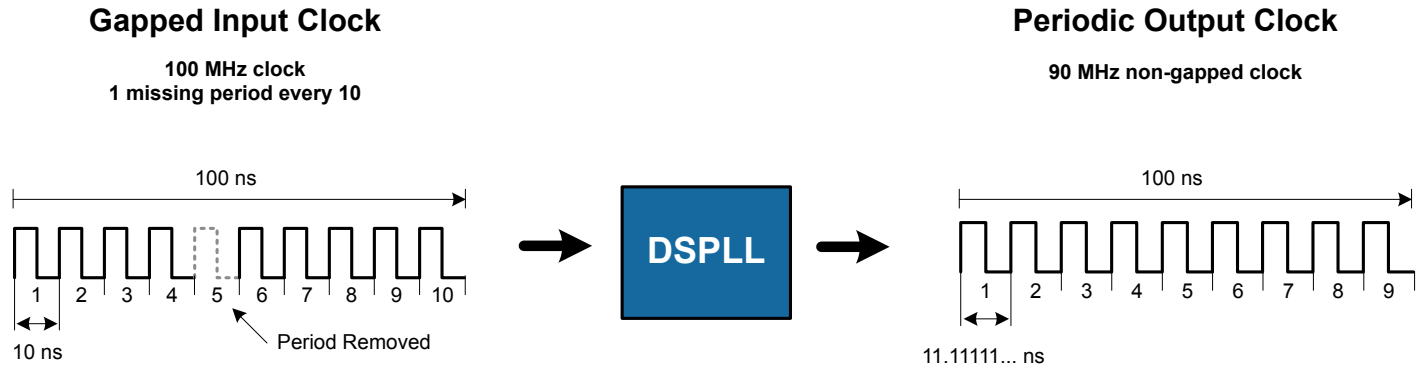 Gapped Input Clock
100 MHz clock
1 missing period every 10
100 ns
1 2 3 4 5 6 7 8 9 10
10 ns
Period Removed
DSPLL
Periodic Output Clock
90 MHz non-gapped clock
100 ns
1 2 3 4 5 6 7 8 9
11.11111... ns